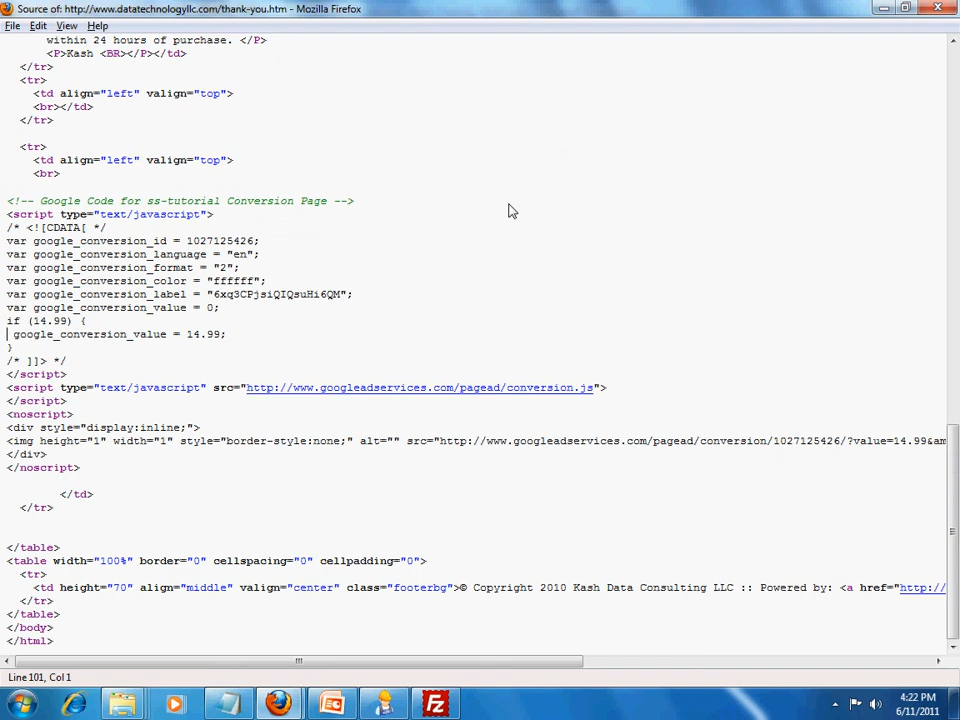 Source of: http://www.datatechnologyllc.com/thank-you.htm - Mozilla Firefox
File Edit View Help
within 24 hours of purchase. </P>
<P>Kash <BR></P></td>
</tr>
<tr>
<td align="left" valign="top">
<br></td>
</tr>
<tr>
<td align="left" valign="top">
<br>
<!-- Google Code for ss-tutorial Conversion Page -->
<script type="text/javascript">
/* <![CDATA[ */
var google_conversion_id = 1027125426;
var google_conversion_language = "en";
var google_conversion_format = "2";
var google_conversion_color = "ffffff";
var google_conversion_label = "6xq3CPjsiQIQsuHi6QM";
var google_conversion_value = 0;
if (14.99) {
google_conversion_value = 14.99;
}
/* ]]> */
</script>
<script type="text/javascript" src="http://www.googleadservices.com/pagead/conversion.js">
</script>
<noscript>
<div style="display:inline;">
<img height="1" width="1" style="border-style:none;" alt="" src="http://www.googleadservices.com/pagead/conversion/1027125426/?value=14.99&am
</div>
</noscript>
</td>
</tr>
</table>
<table width="100%" border="0" cellspacing="0" cellpadding="0">
<tr>
<td height="70" align="middle" valign="center" class="footerbg">© Copyright 2010 Kash Data Consulting LLC :: Powered by: <a href="http://
</tr>
</table>
</body>
</html>
Line 101, Col 1
4:22 PM
6/11/2011